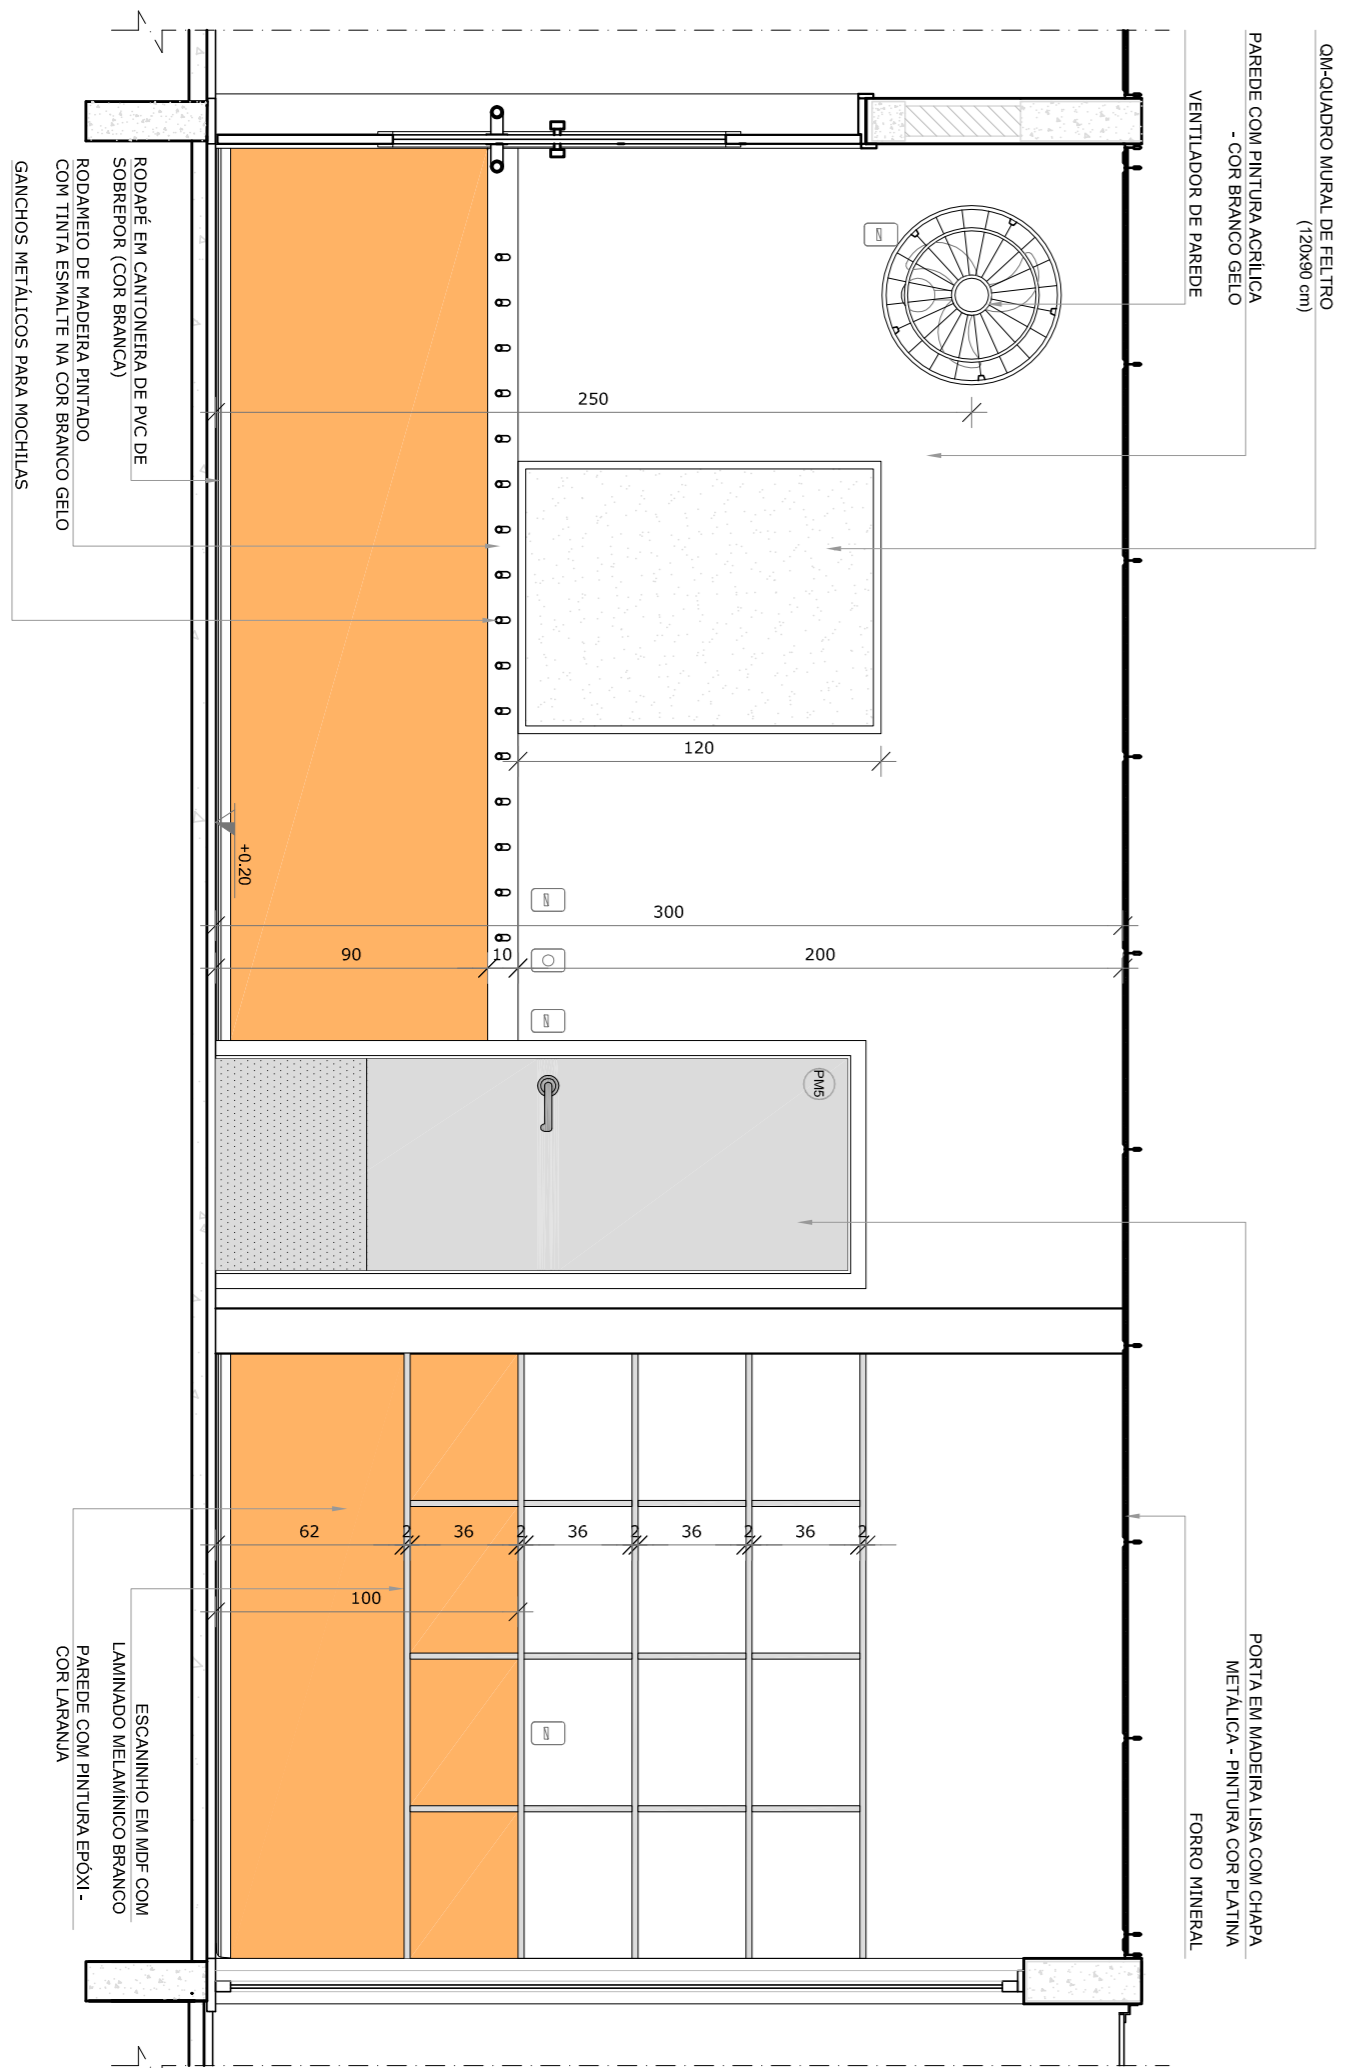 QM-QUADRO MURAL DE FELTRO
(120x90 cm)
PAREDE COM PINTURA ACRÍLICA
- COR BRANCO GELO
VENTILADOR DE PAREDE
PORTA EM MADEIRA LISA COM CHAPA
METÁLICA - PINTURA COR PLATINA
FORRO MINERAL
250
120
+0.20
300
90
10
200
PM5
62
2
36
2
36
2
36
2
36
2
100
RODAPÉ EM CANTONEIRA DE PVC DE
SOBREPOR (COR BRANCA)
RODAMEIO DE MADEIRA PINTADO
COM TINTA ESMALTE NA COR BRANCO GELO
GANCHOS METÁLICOS PARA MOCHILAS
ESCANINHO EM MDF COM
LAMINADO MELAMÍNICO BRANCO
PAREDE COM PINTURA EPÓXI -
COR LARANJA